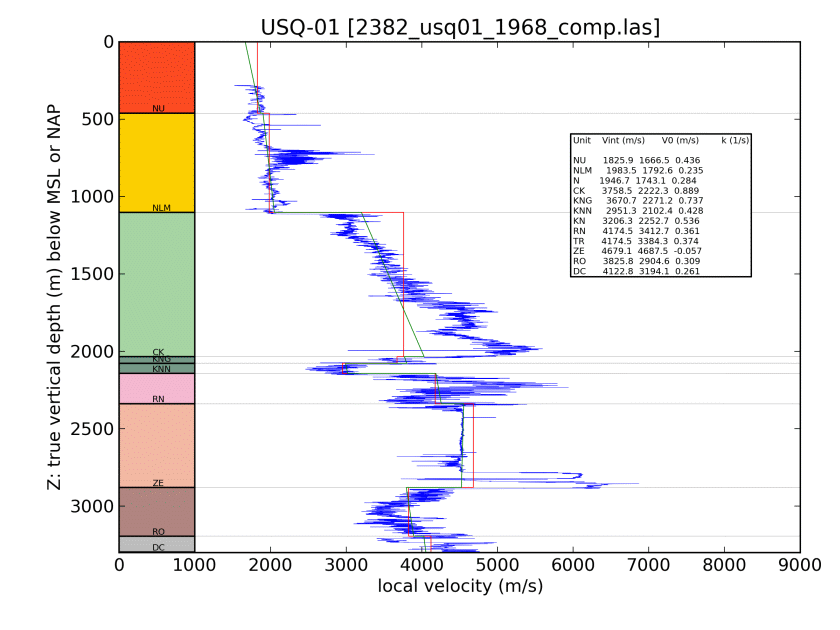 USQ-01 [2382_usq01_1968_comp.las]
Z: true vertical depth (m) below MSL or NAP
0
500
1000
1500
2000
2500
3000
NU
NLM
CK
KNG
KNN
RN
ZE
RO
DC
Unit Vint (m/s) V0 (m/s) k (1/s)
NU 1825.9 1666.5 0.436
NLM 1983.5 1792.6 0.235
N 1946.7 1743.1 0.284
CK 3758.5 2222.3 0.889
KNG 3670.7 2271.2 0.737
KNN 2951.3 2102.4 0.428
KN 3206.3 2252.7 0.536
RN 4174.5 3412.7 0.361
TR 4174.5 3384.3 0.374
ZE 4679.1 4687.5 -0.057
RO 3825.8 2904.6 0.309
DC 4122.8 3194.1 0.261
0 1000 2000 3000 4000 5000 6000 7000 8000 9000
local velocity (m/s)